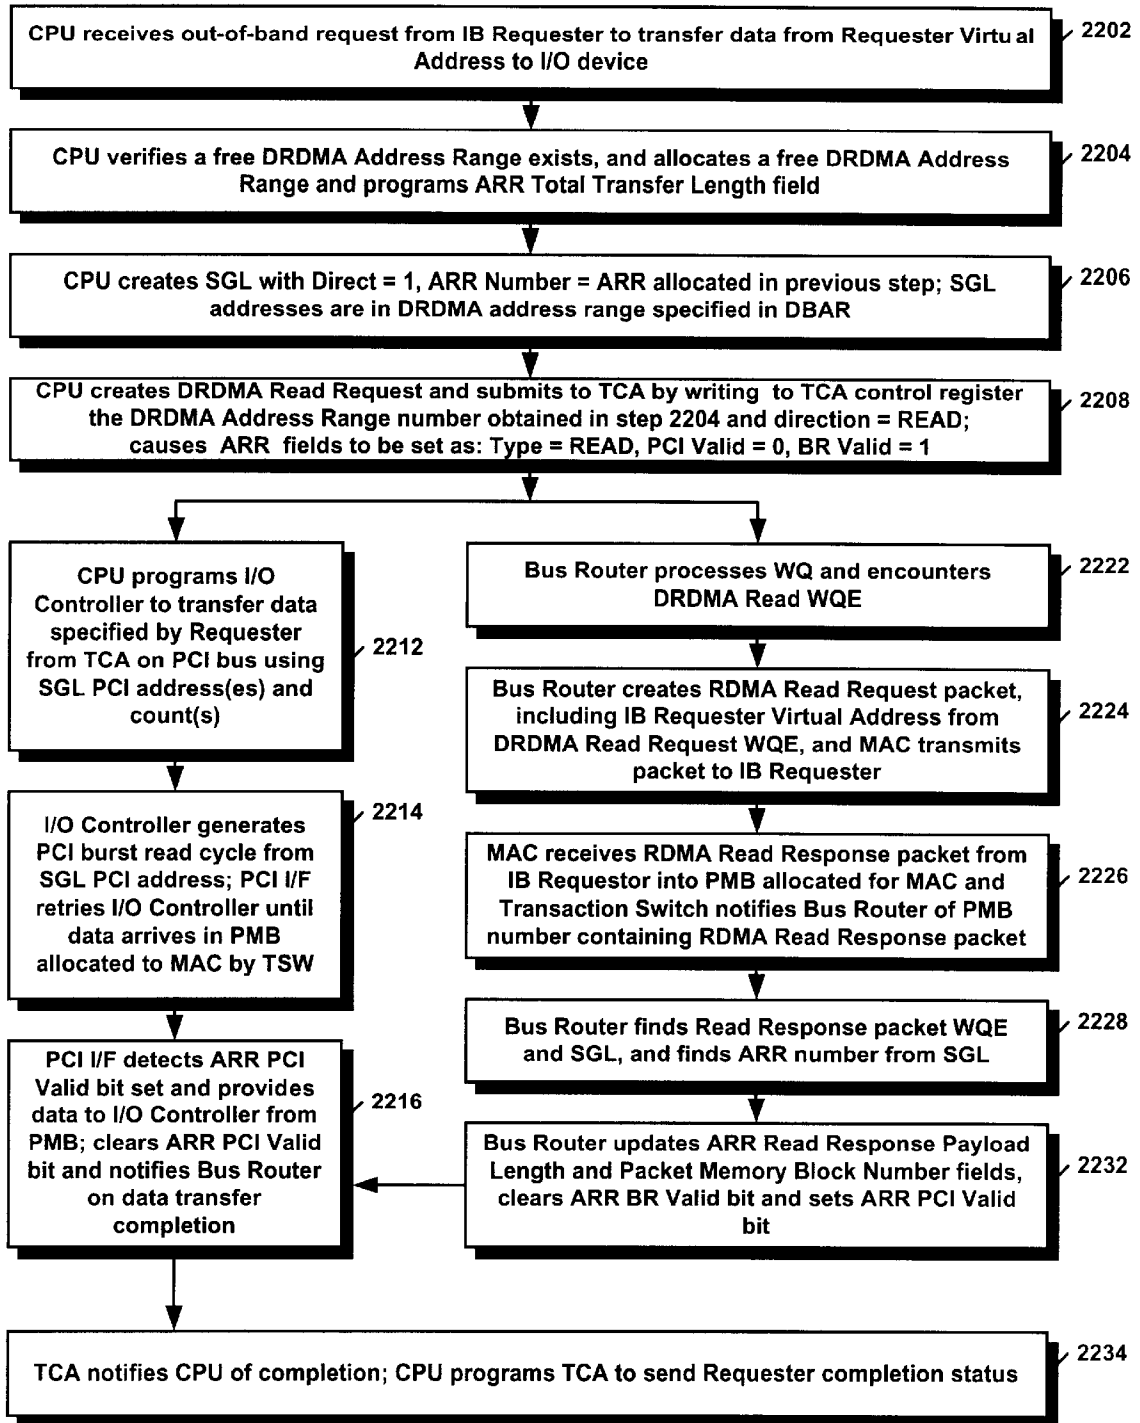 CPU receives out-of-band request from IB Requester to transfer data from Requester Virtual
Address to I/O device
2202
CPU verifies a free DRDMA Address Range exists, and allocates a free DRDMA Address
Range and programs ARR Total Transfer Length field
2204
CPU creates SGL with Direct = 1, ARR Number = ARR allocated in previous step; SGL
addresses are in DRDMA address range specified in DBAR
2206
CPU creates DRDMA Read Request and submits to TCA by writing to TCA control register
the DRDMA Address Range number obtained in step 2204 and direction = READ;
causes ARR fields to be set as: Type = READ, PCI Valid = 0, BR Valid = 1
2208
CPU programs I/O
Controller to transfer data
specified by Requester
from TCA on PCI bus using
SGL PCI address(es) and
count(s)
2212
I/O Controller generates
PCI burst read cycle from
SGL PCI address; PCI I/F
retries I/O Controller until
data arrives in PMB
allocated to MAC by TSW
2214
PCI I/F detects ARR PCI
Valid bit set and provides
data to I/O Controller from
PMB; clears ARR PCI Valid
bit and notifies Bus Router
on data transfer
completion
2216
Bus Router processes WQ and encounters
DRDMA Read WQE
2222
Bus Router creates RDMA Read Request packet,
including IB Requester Virtual Address from
DRDMA Read Request WQE, and MAC transmits
packet to IB Requester
2224
MAC receives RDMA Read Response packet from
IB Requestor into PMB allocated for MAC and
Transaction Switch notifies Bus Router of PMB
number containing RDMA Read Response packet
2226
Bus Router finds Read Response packet WQE
and SGL, and finds ARR number from SGL
2228
Bus Router updates ARR Read Response Payload
Length and Packet Memory Block Number fields,
clears ARR BR Valid bit and sets ARR PCI Valid
bit
2232
TCA notifies CPU of completion; CPU programs TCA to send Requester completion status
2234